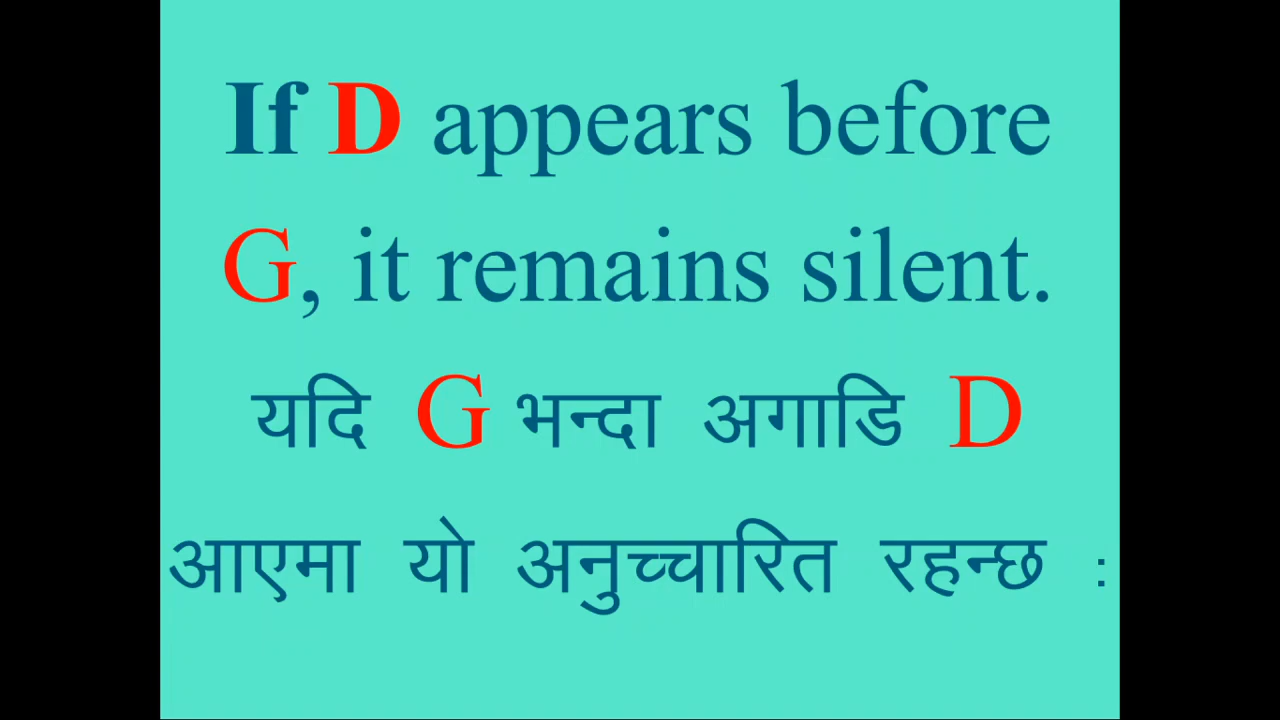 If D appears before
G, it remains silent.
यदि G भन्दा अगाडि D
आएमा यो अनुच्चारित रहन्छ :